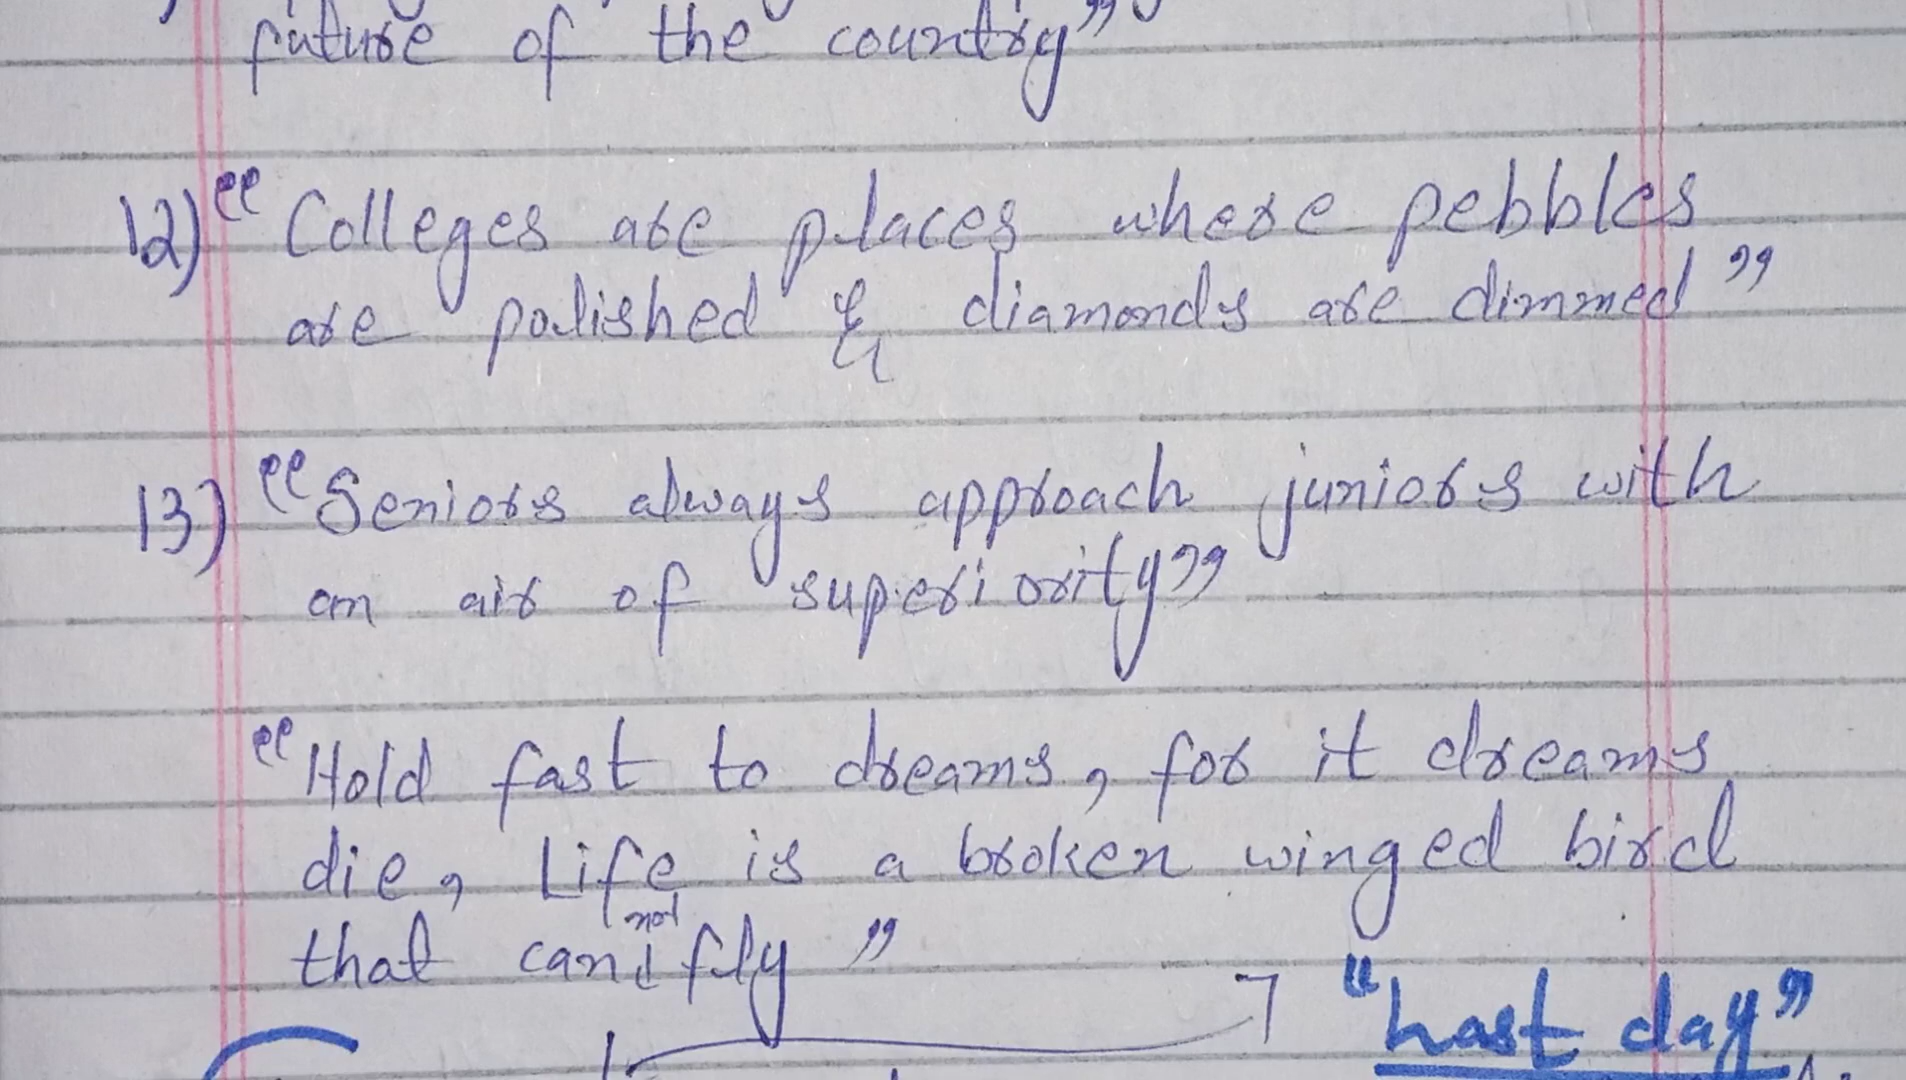 future of the country"
12) "Colleges are places where pebbles
are polished & diamonds are dimmed"
13) "Seniors always approach juniors with
an air of superiority"
"Hold fast to dreams, for it dreams
die, Life is a broken winged bird
not
that can fly"
"Last day"